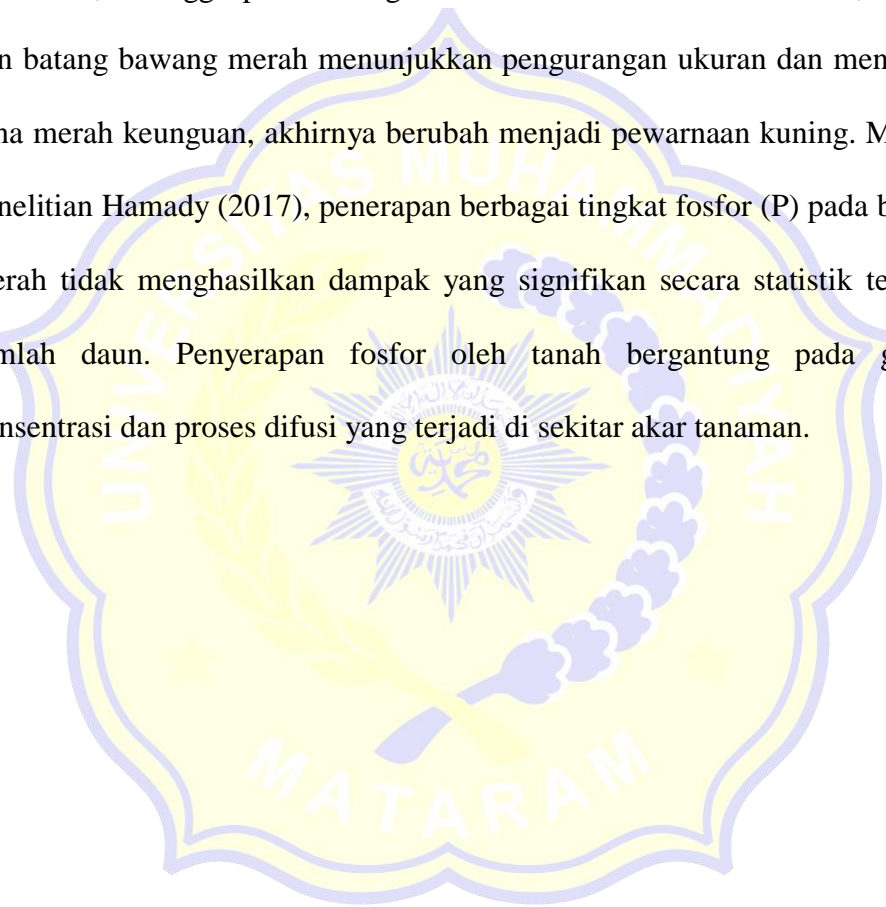 n batang bawang merah menunjukkan pengurangan ukuran dan men
na merah keunguan, akhirnya berubah menjadi pewarnaan kuning. M
nelitian Hamady (2017), penerapan berbagai tingkat fosfor (P) pada b
erah tidak menghasilkan dampak yang signifikan secara statistik te
mlah daun. Penyerapan fosfor oleh tanah bergantung pada g
nsentrasi dan proses difusi yang terjadi di sekitar akar tanaman.
UNIVERSITAS MUHAMMADIYAH
MATARAM